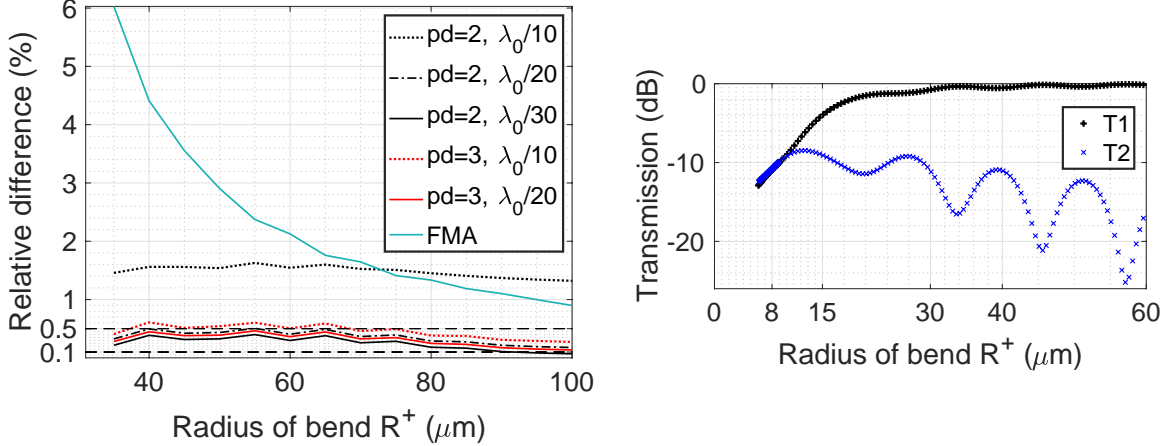 Relative difference (%)
6
5
4
3
2
1
0.5
0.1
pd=2, λ0/10
pd=2, λ0/20
pd=2, λ0/30
pd=3, λ0/10
pd=3, λ0/20
FMA
40 60 80 100
Radius of bend R+ (μm)
Transmission (dB)
0
-10
-20
T1
T2
0 8 15 30 45 60
Radius of bend R+ (μm)